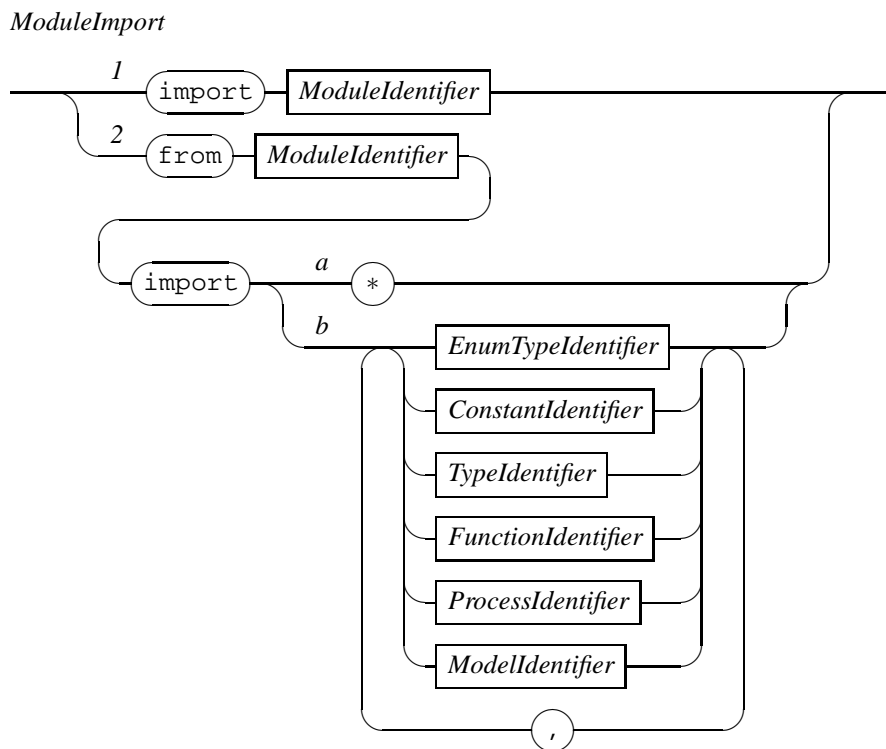 ModuleImport
1 import ModuleIdentifier
2 from ModuleIdentifier
import a *
b EnumTypeIdentifier
ConstantIdentifier
TypeIdentifier
FunctionIdentifier
ProcessIdentifier
ModelIdentifier
,